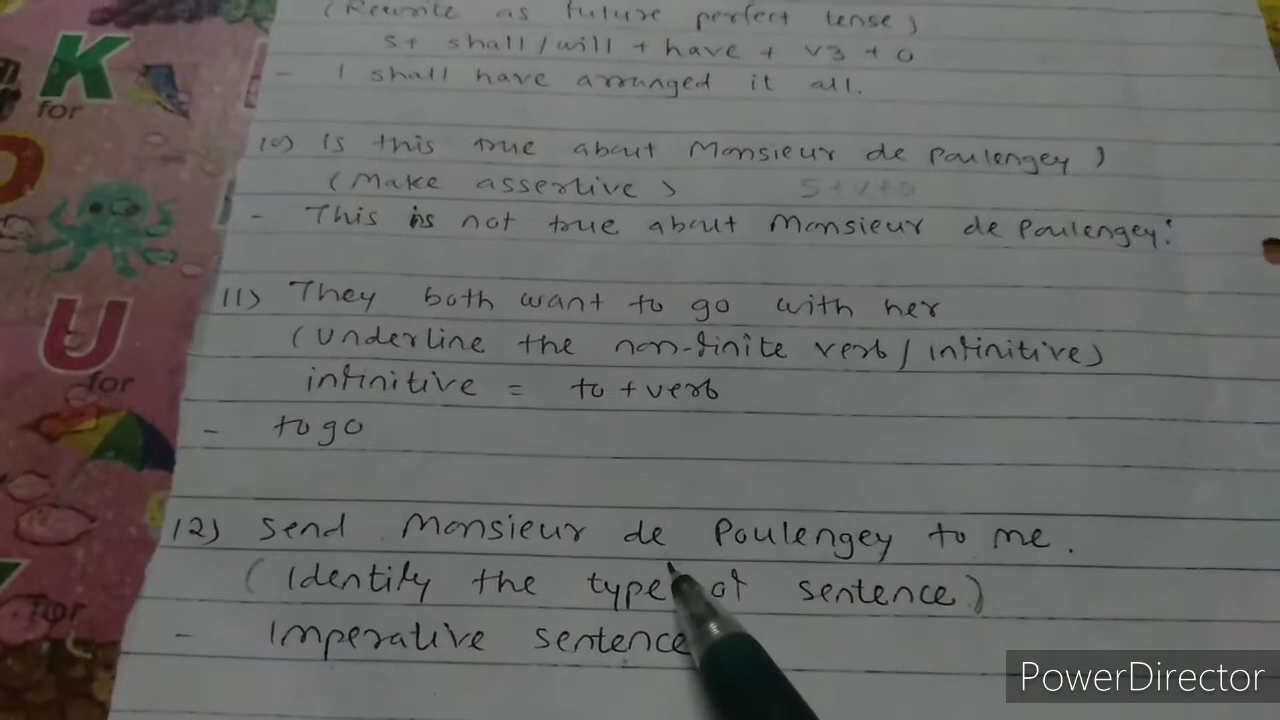 (Rewrite as future perfect tense)
S+ shall/will + have + v3 + o
- I shall have arranged it all.
10) Is this true about Monsieur de Poulengey )
(Make assertive) S+V+O
- This is not true about Monsieur de Poulengey.
11) They both want to go with her
(Underline the non-finite verb / infinitive)
infinitive = to + verb
- to go
12) Send Monsieur de Poulengey to me.
(Identify the type of sentence)
- Imperative sentence
K
for
U
for
for
PowerDirector